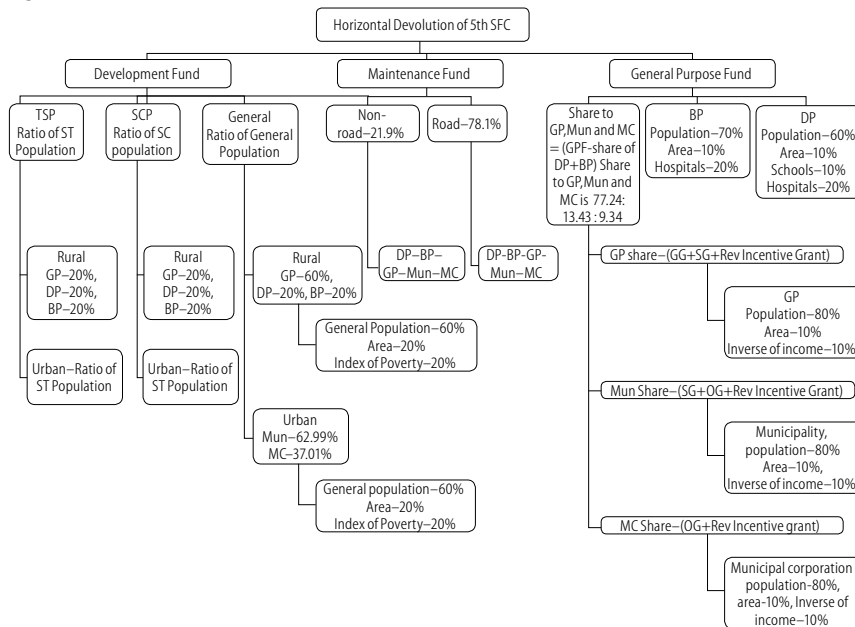 Horizontal Devolution of 5th SFC
Development Fund
Maintenance Fund
General Purpose Fund
TSP
Ratio of ST
Population
SCP
Ratio of SC
population
General
Ratio of General
Population
Non-
road–21.9%
Road–78.1%
Share to
GP,Mun and MC
= (GPF-share of
DP+BP) Share
to GP,Mun and
MC is 77.24:
13.43 : 9.34
BP
Population–70%
Area–10%
Hospitals–20%
DP
Population–60%
Area–10%
Schools–10%
Hospitals–20%
Rural
GP–20%,
DP–20%,
BP–20%
Rural
GP–20%,
DP–20%,
BP–20%
Rural
GP–60%,
DP–20%, BP–20%
DP–BP–
GP–Mun–MC
DP-BP-GP-
Mun–MC
GP share–(GG+SG+Rev Incentive Grant)
GP
Population–80%
Area–10%
Inverse of income–10%
General Population–60%
Area–20%
Index of Poverty–20%
Urban–Ratio of
ST Population
Urban–Ratio of
ST Population
Mun Share–(SG+OG+Rev Incentive Grant)
Urban
Mun–62.99%
MC–37.01%
Municipality,
population–80%
Area–10%,
Inverse of income–10%
General population–60%
Area–20%
Index of Poverty–20%
MC Share–(OG+Rev Incentive grant)
Municipal corporation
population-80%,
area-10%, Inverse of
income–10%